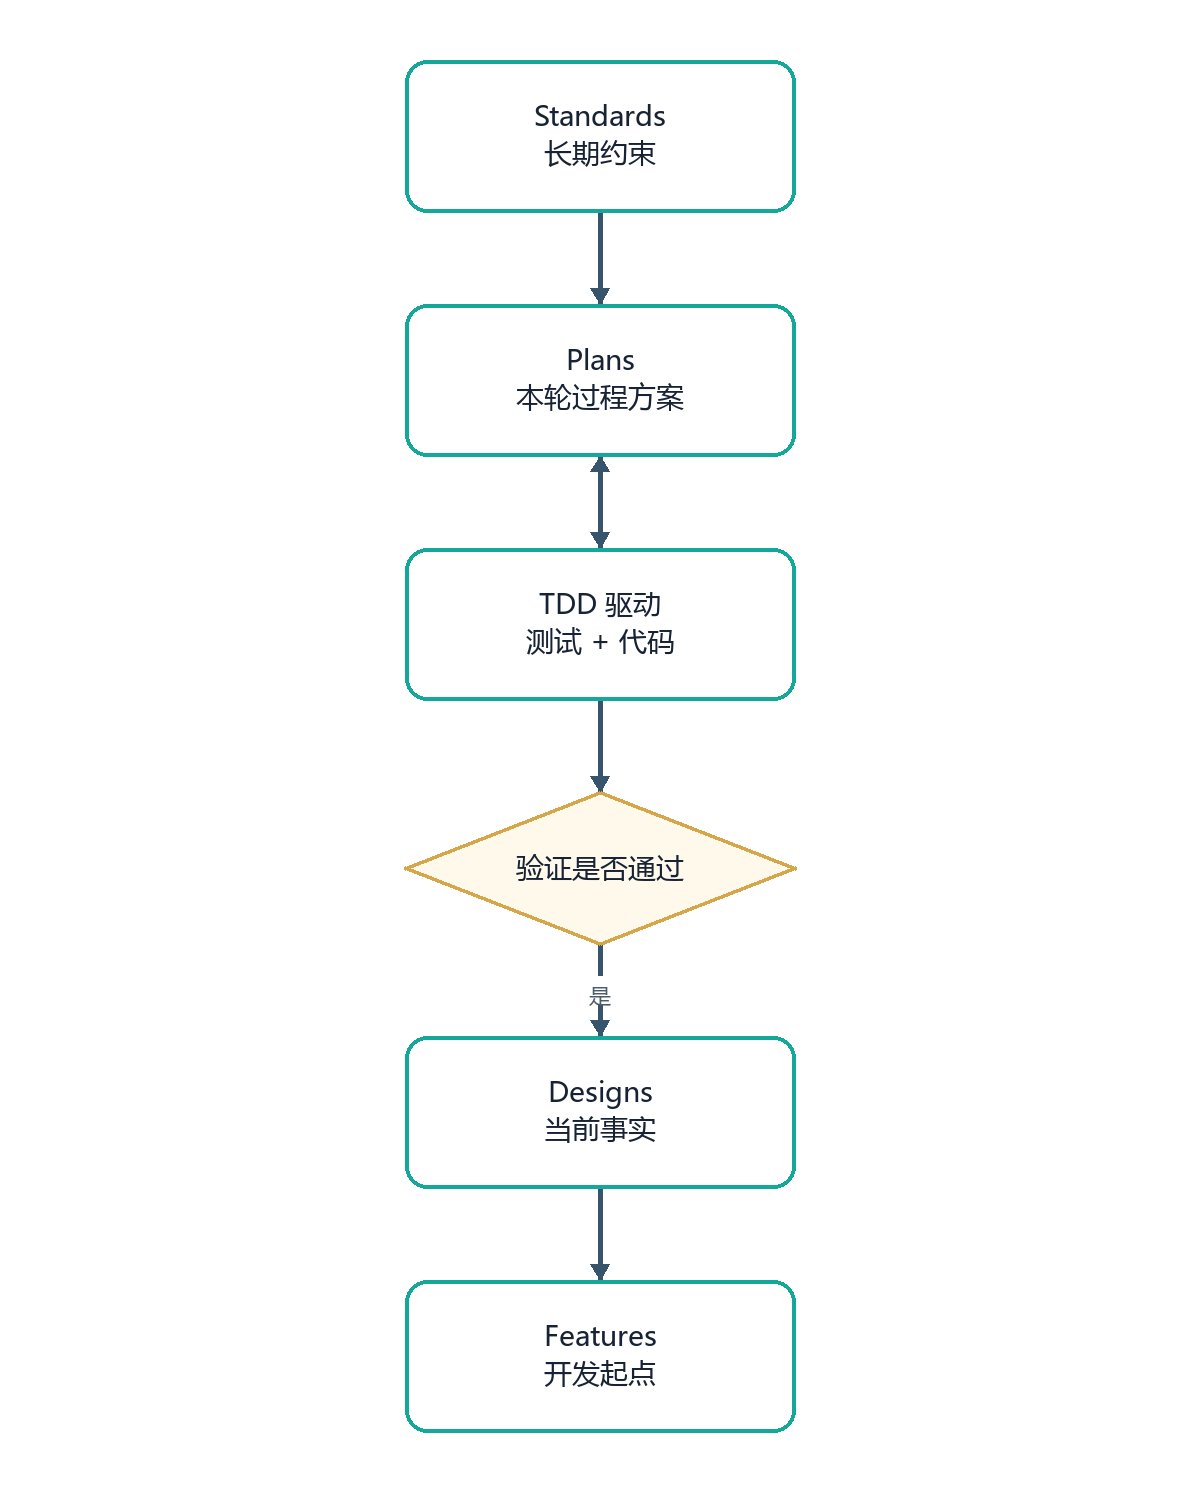 Standards
长期约束
Plans
本轮过程方案
TDD 驱动
测试 + 代码
验证是否通过
是
Designs
当前事实
Features
开发起点